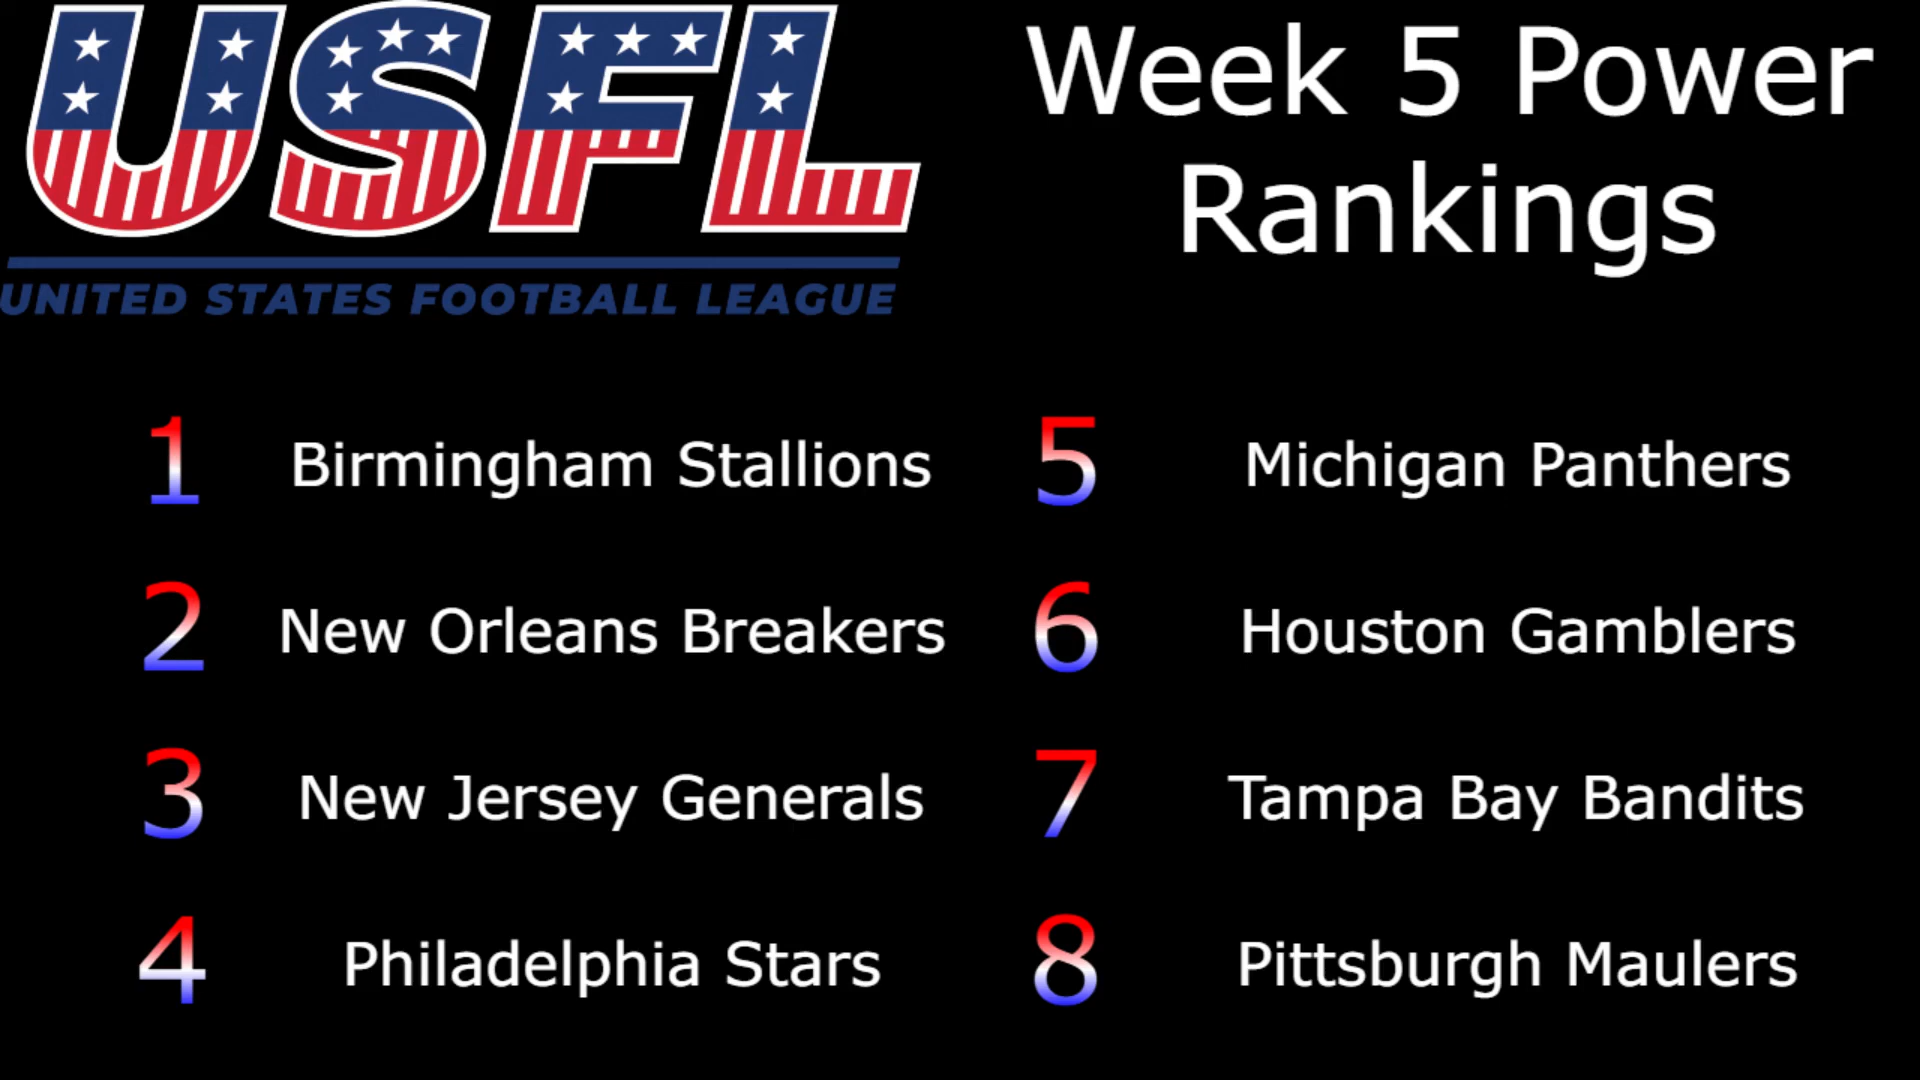 USFL
UNITED STATES FOOTBALL LEAGUE
Week 5 Power
Rankings
1 Birmingham Stallions
2 New Orleans Breakers
3 New Jersey Generals
4 Philadelphia Stars
5 Michigan Panthers
6 Houston Gamblers
7 Tampa Bay Bandits
8 Pittsburgh Maulers